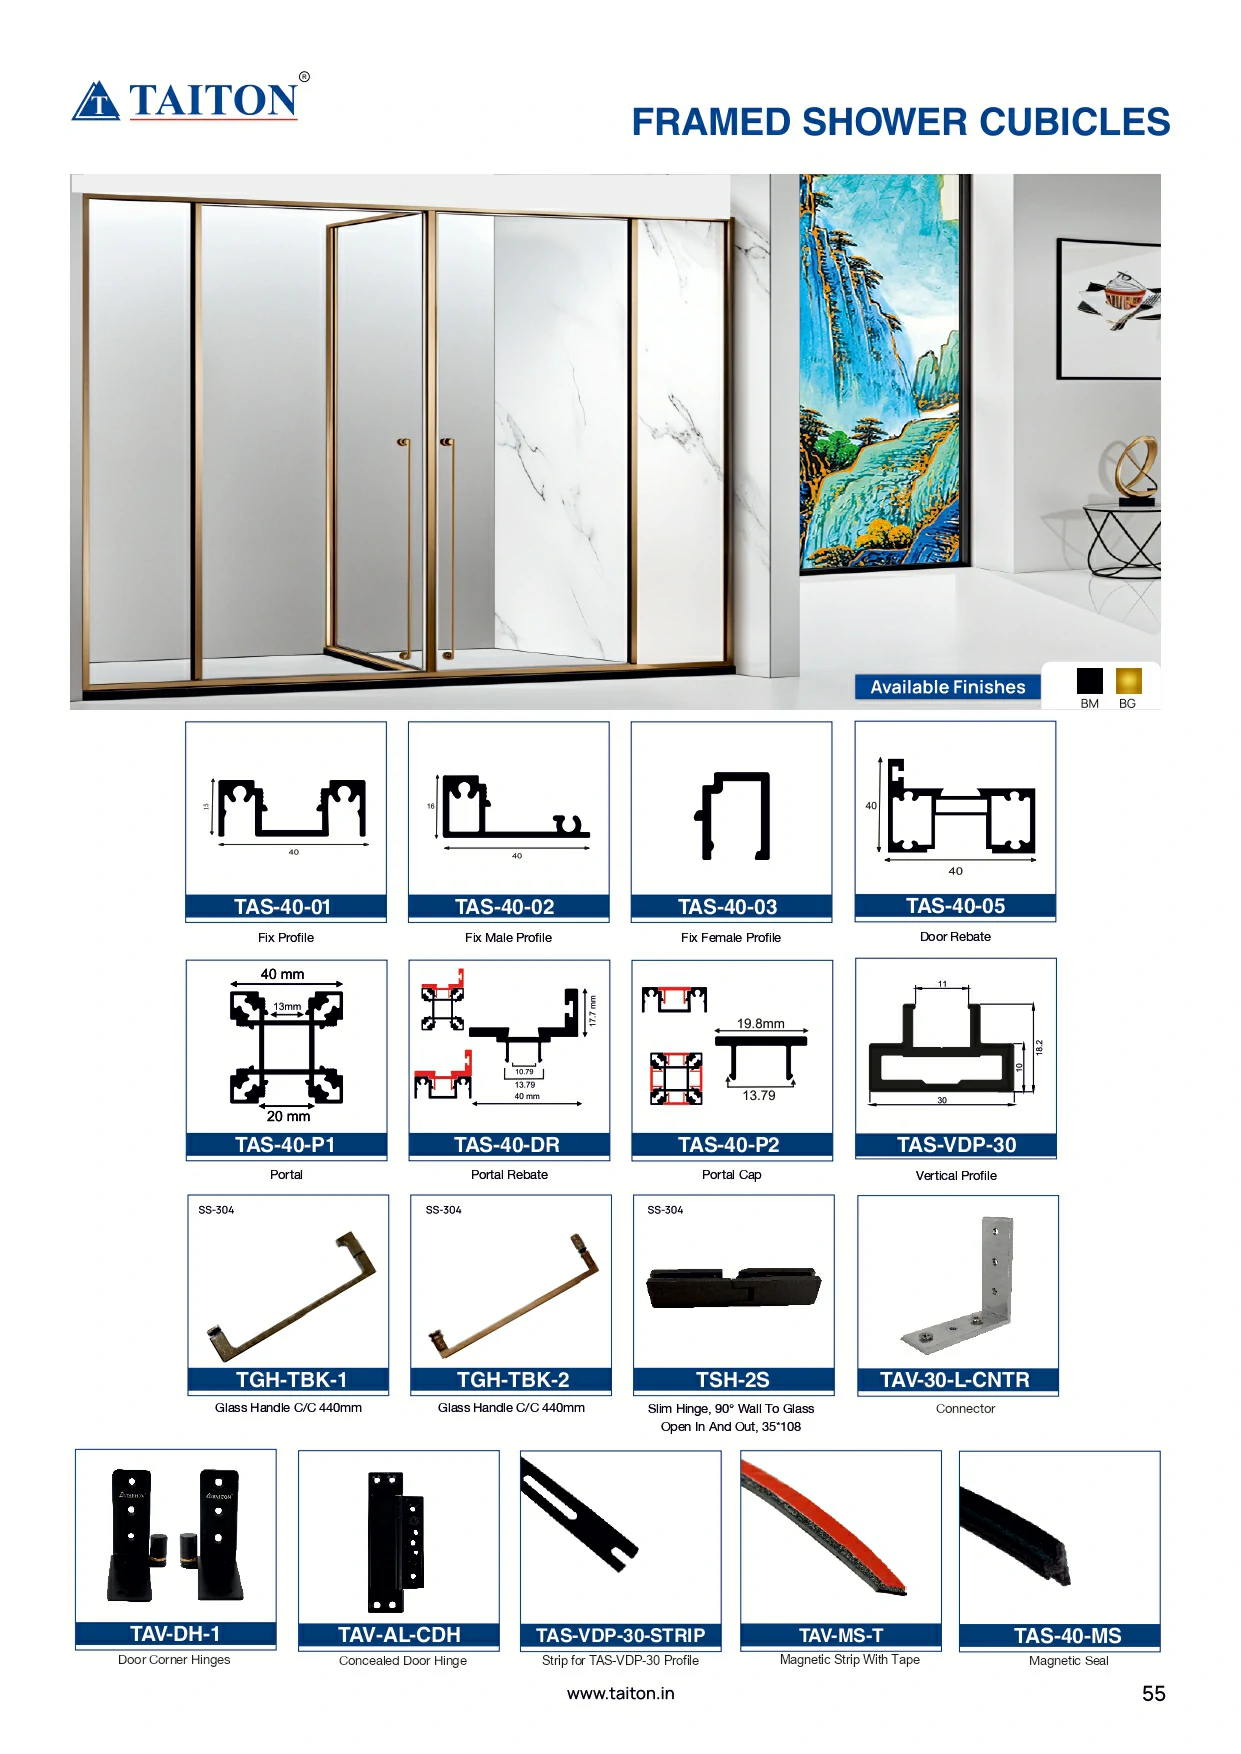 TAITON®
FRAMED SHOWER CUBICLES
Available Finishes
BM BG
15
40
TAS-40-01
Fix Profile
16
40
TAS-40-02
Fix Male Profile
TAS-40-03
Fix Female Profile
40
40
TAS-40-05
Door Rebate
40 mm
13mm
20 mm
TAS-40-P1
Portal
17.7 mm
10.79
13.79
40 mm
TAS-40-DR
Portal Rebate
19.8mm
13.79
TAS-40-P2
Portal Cap
11
18.2
10
30
TAS-VDP-30
Vertical Profile
SS-304
TGH-TBK-1
Glass Handle C/C 440mm
SS-304
TGH-TBK-2
Glass Handle C/C 440mm
SS-304
TSH-2S
Slim Hinge, 90° Wall To Glass
Open In And Out, 35*108
TAV-30-L-CNTR
Connector
TAITON
TAITON
TAV-DH-1
Door Corner Hinges
TAV-AL-CDH
Concealed Door Hinge
TAS-VDP-30-STRIP
Strip for TAS-VDP-30 Profile
TAV-MS-T
Magnetic Strip With Tape
TAS-40-MS
Magnetic Seal
www.taiton.in
55